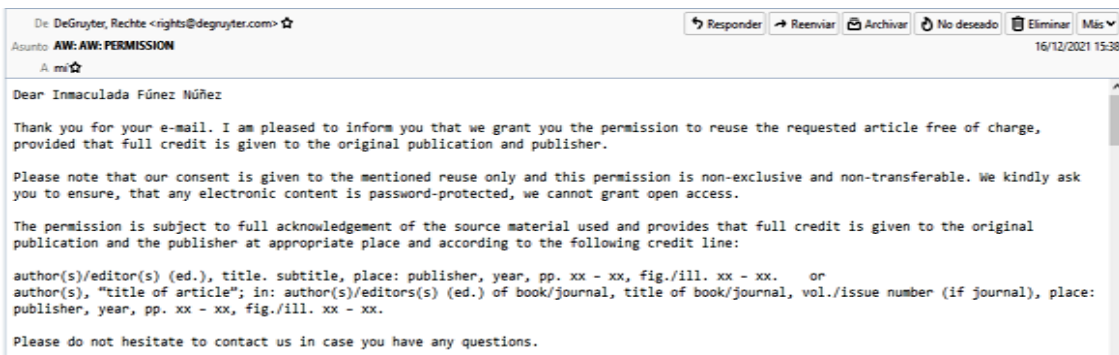 De DeGruyter, Rechte <rights@degruyter.com>
Responder Reenviar Archivar No deseado Eliminar Más
Asunto AW: AW: PERMISSION
16/12/2021 15:38
A mí
Dear Inmaculada Fúnez Núñez
Thank you for your e-mail. I am pleased to inform you that we grant you the permission to reuse the requested article free of charge,
provided that full credit is given to the original publication and publisher.
Please note that our consent is given to the mentioned reuse only and this permission is non-exclusive and non-transferable. We kindly ask
you to ensure, that any electronic content is password-protected, we cannot grant open access.
The permission is subject to full acknowledgement of the source material used and provides that full credit is given to the original
publication and the publisher at appropriate place and according to the following credit line:
author(s)/editor(s) (ed.), title. subtitle, place: publisher, year, pp. xx - xx, fig./ill. xx - xx. or
author(s), "title of article"; in: author(s)/editors(s) (ed.) of book/journal, title of book/journal, vol./issue number (if journal), place:
publisher, year, pp. xx - xx, fig./ill. xx - xx.
Please do not hesitate to contact us in case you have any questions.